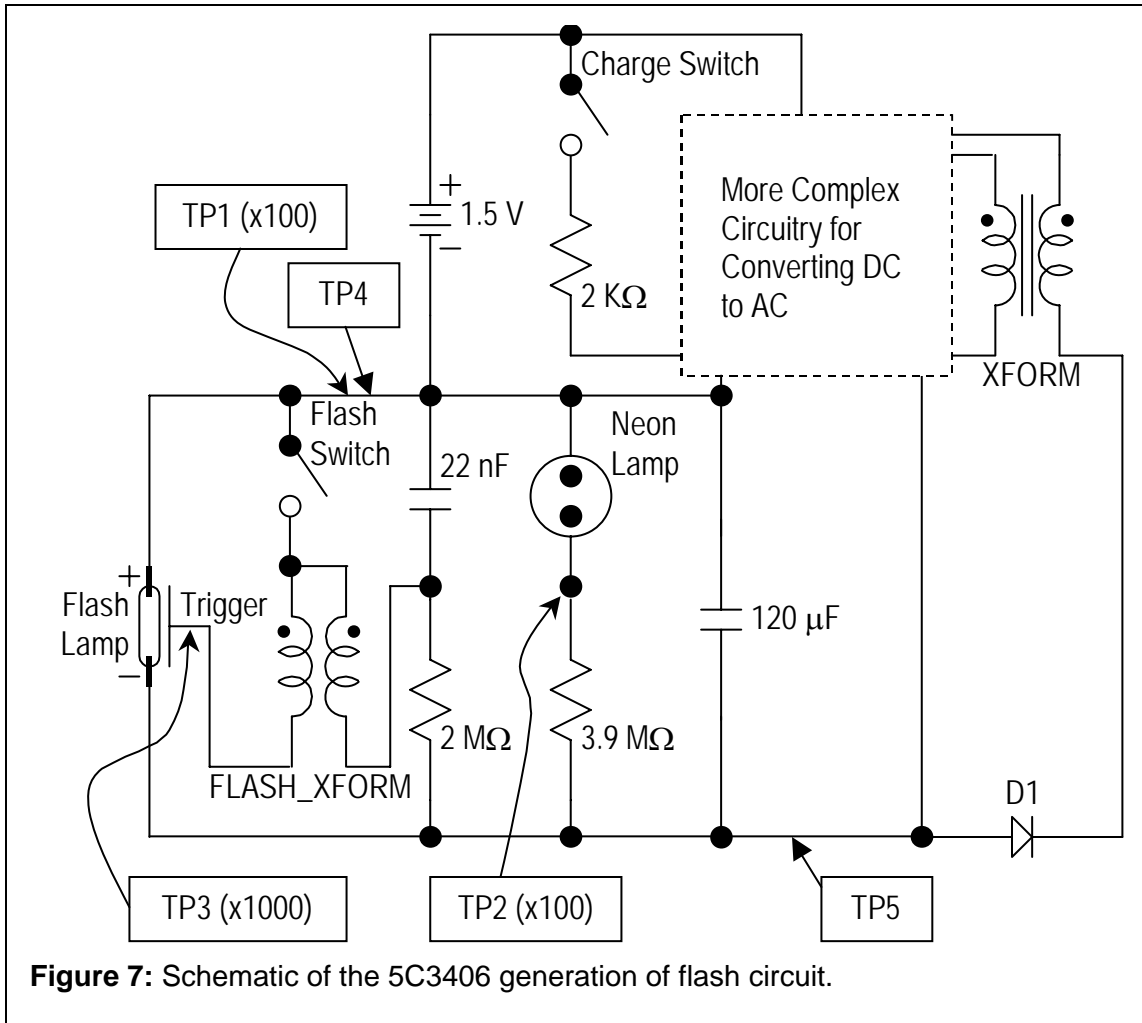 Charge Switch
+
1.5 V
−
More Complex
Circuitry for
Converting DC
to AC
TP1 (x100)
TP4
2 KΩ
XFORM
Flash
Switch
22 nF
Neon
Lamp
+
Flash
Lamp
−
Trigger
120 μF
2 MΩ
3.9 MΩ
FLASH_XFORM
D1
TP3 (x1000)
TP2 (x100)
TP5
Figure 7: Schematic of the 5C3406 generation of flash circuit.